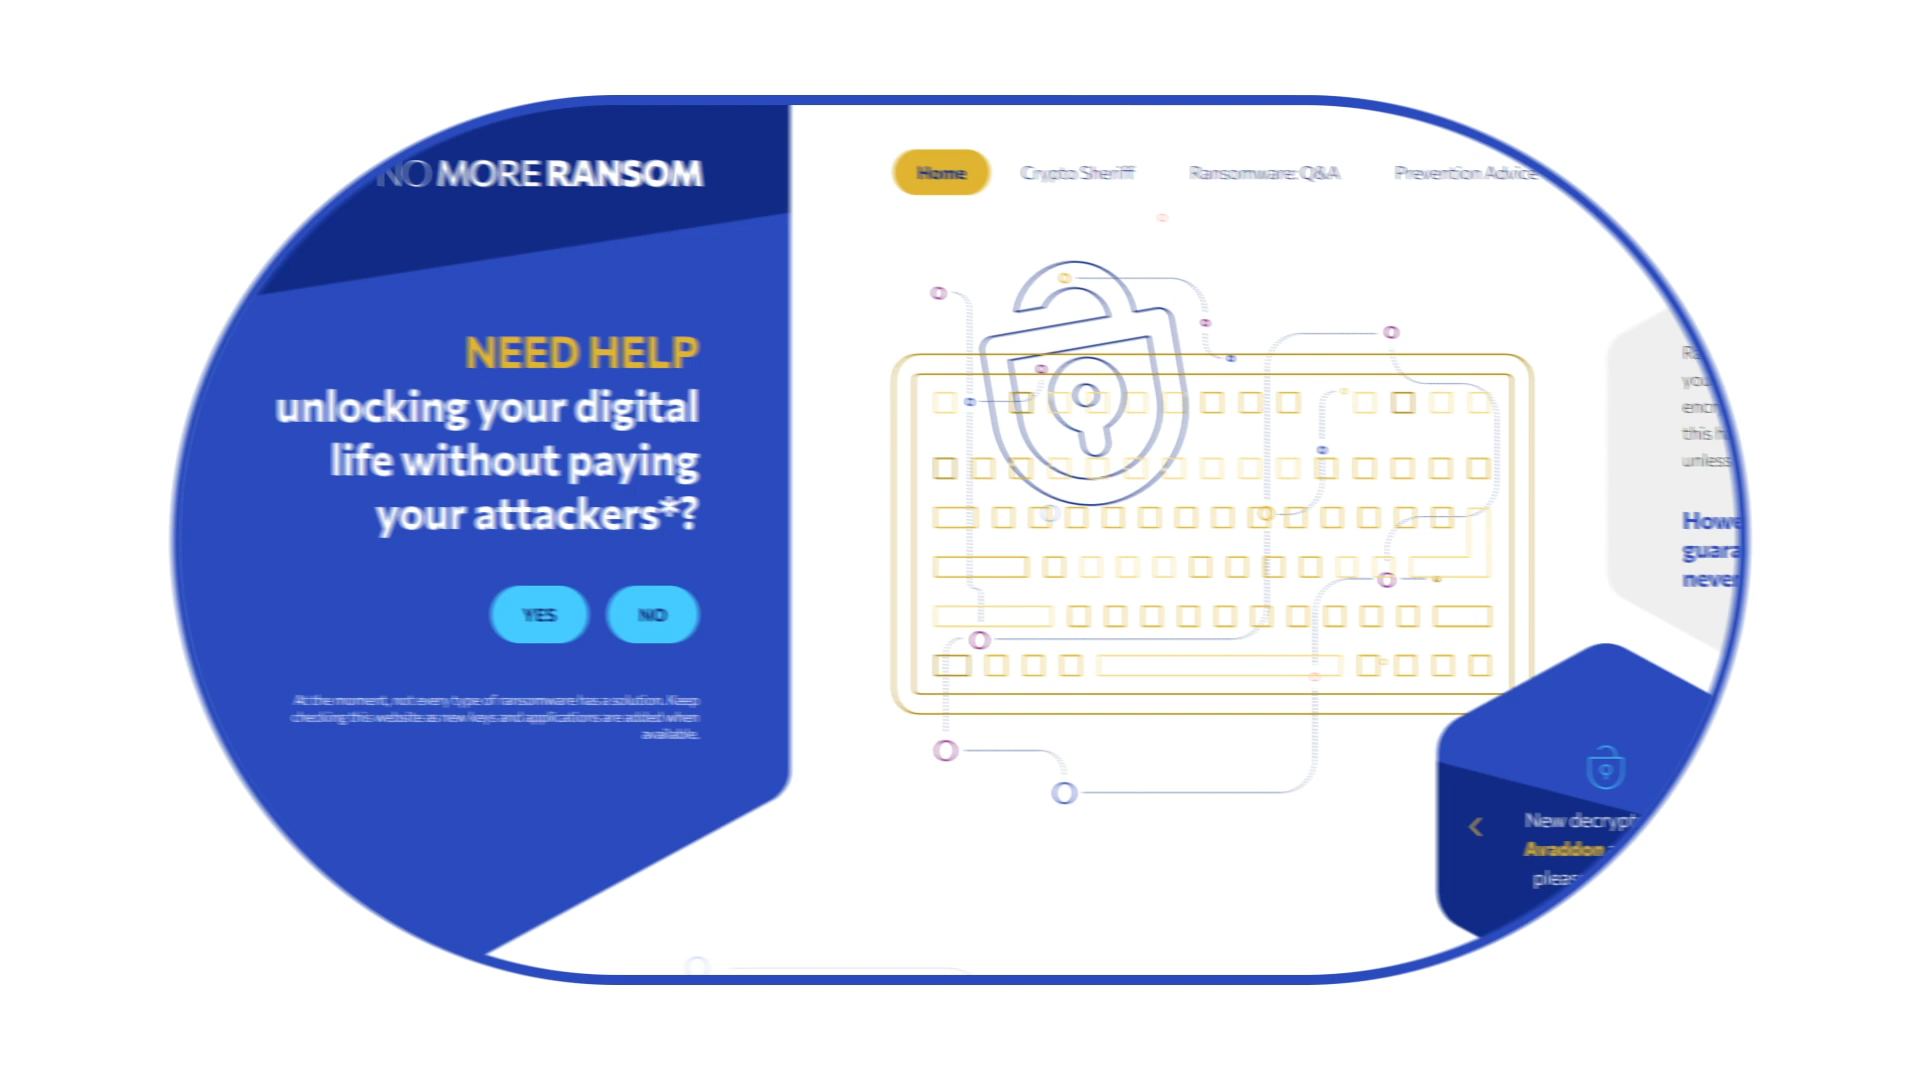 NO MORE RANSOM
Home Crypto Sheriff Ransomware: Q&A Prevention Advice
NEED HELP
unlocking your digital
life without paying
your attackers*?
YES NO
At the moment, not every type of ransomware has a solution. Keep
checking this website as new keys and applications are added when
available.
this
unless
New
Avaddon